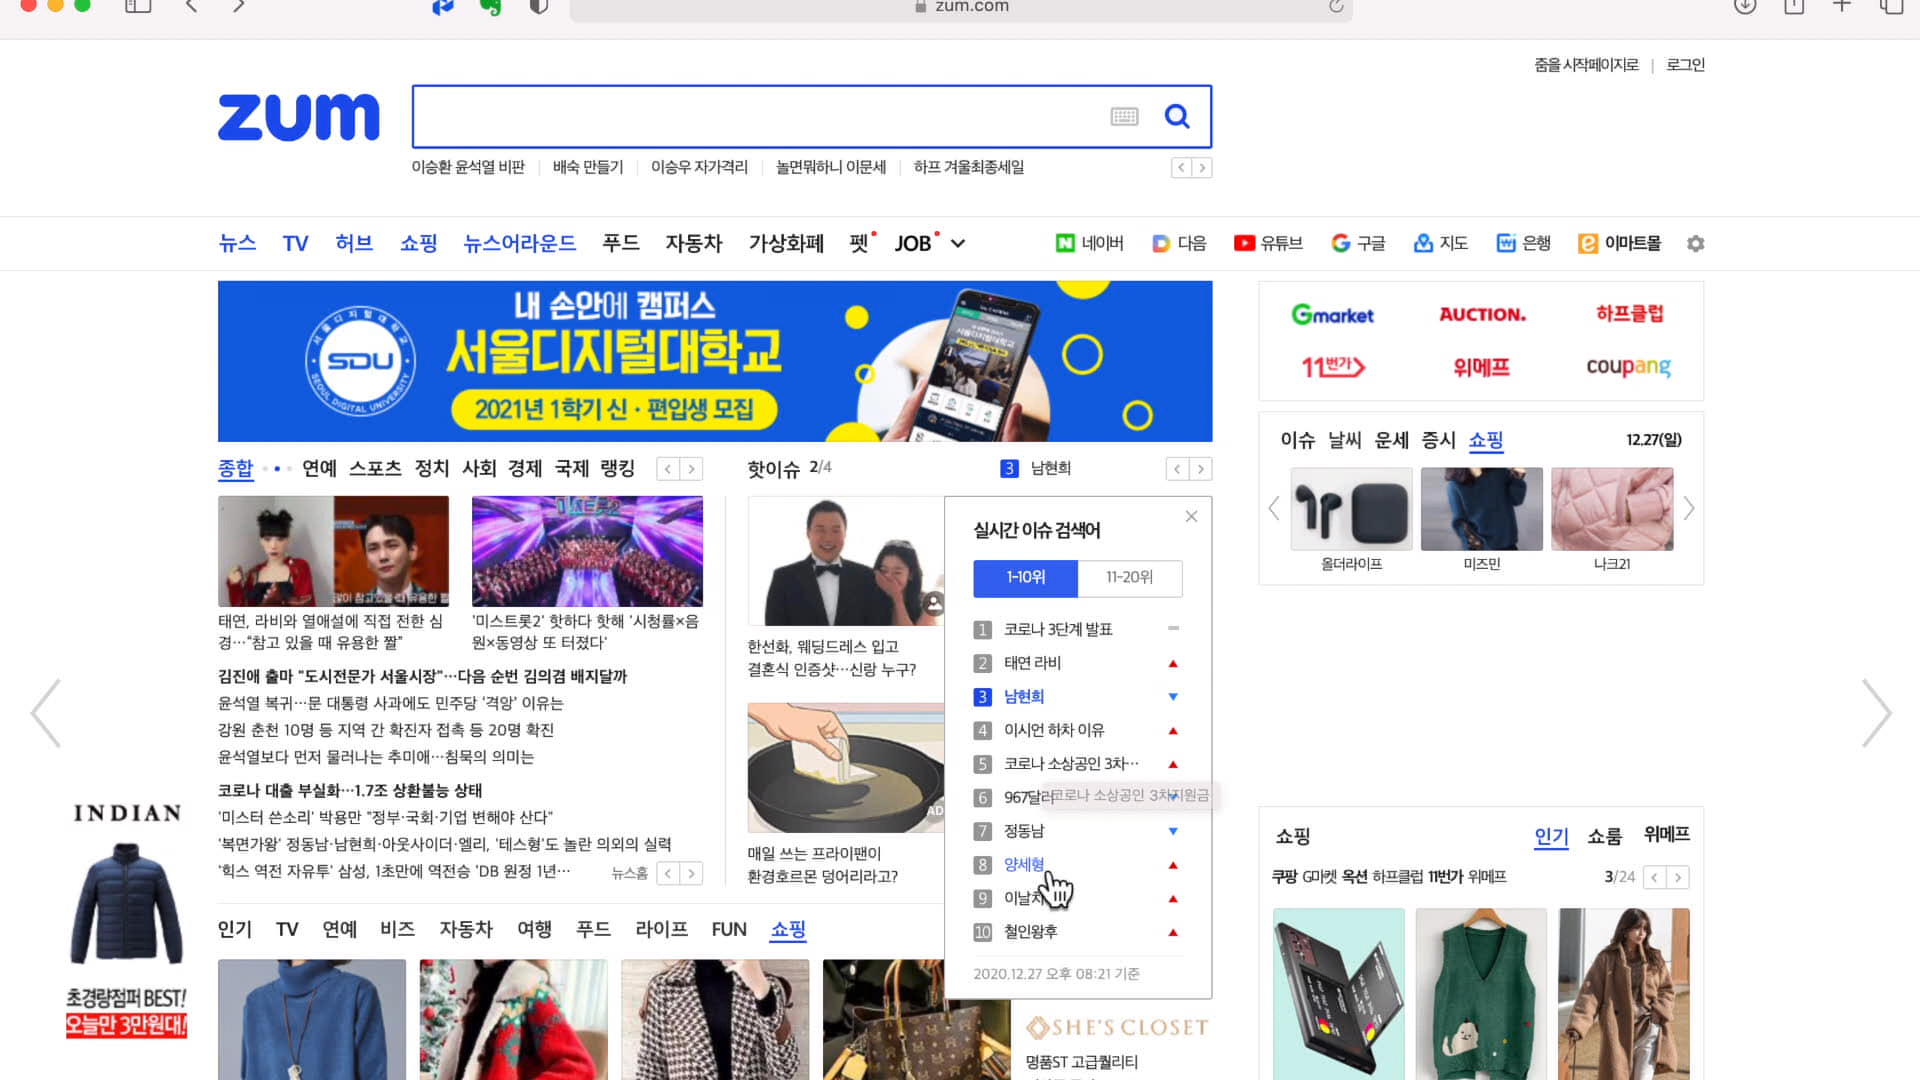 zum.com
줌을 시작페이지로 | 로그인
zum
이승환 윤석열 비판 | 배숙 만들기 | 이승우 자가격리 | 놀면뭐하니 이문세 | 하프 겨울최종세일
뉴스 TV 허브 쇼핑 뉴스어라운드 푸드 자동차 가상화폐 펫 JOB
네이버 다음 유튜브 구글 지도 은행 이마트몰
내 손안에 캠퍼스
서울디지털대학교
2021년 1학기 신·편입생 모집
서울디지털대학교
SDU
SEOUL DIGITAL UNIVERSITY
Gmarket AUCTION. 하프클럽
11번가 위메프 coupang
이슈 날씨 운세 증시 쇼핑 12.27(일)
올더라이프 미즈민 나크21
종합 연예 스포츠 정치 사회 경제 국제 랭킹
미스트롯2
태연, 라비와 열애설에 직접 전한 심
경…"참고 있을 때 유용한 짤"
'미스트롯2' 핫하다 핫해 '시청률×음
원×동영상 또 터졌다'
김진애 출마 "도시전문가 서울시장"…다음 순번 김의겸 배지달까
윤석열 복귀…문 대통령 사과에도 민주당 '격앙' 이유는
강원 춘천 10명 등 지역 간 확진자 접촉 등 20명 확진
윤석열보다 먼저 물러나는 추미애…침묵의 의미는
코로나 대출 부실화…1.7조 상환불능 상태
'미스터 쓴소리' 박용만 "정부·국회·기업 변해야 산다"
'복면가왕' 정동남·남현희·아웃사이더·엘리, '테스형'도 놀란 의외의 실력
'힉스 역전 자유투' 삼성, 1초만에 역전승 'DB 원정 1년…
뉴스홈
핫이슈 2/4
3 남현희
한선화, 웨딩드레스 입고
결혼식 인증샷…신랑 누구?
AD
매일 쓰는 프라이팬이
환경호르몬 덩어리라고?
실시간 이슈 검색어
1-10위 11-20위
1 코로나 3단계 발표
2 태연 라비
3 남현희
4 이시언 하차 이유
5 코로나 소상공인 3차…
6 967달러
코로나 소상공인 3차지원금
7 정동남
8 양세형
9 이날치
10 철인왕후
2020.12.27 오후 08:21 기준
인기 TV 연예 비즈 자동차 여행 푸드 라이프 FUN 쇼핑
SHE'S CLOSET
명품ST 고급퀄리티
INDIAN
초경량점퍼 BEST!
오늘만 3만원대!
쇼핑 인기 쇼룸 위메프
쿠팡 G마켓 옥션 하프클럽 11번가 위메프 3/24